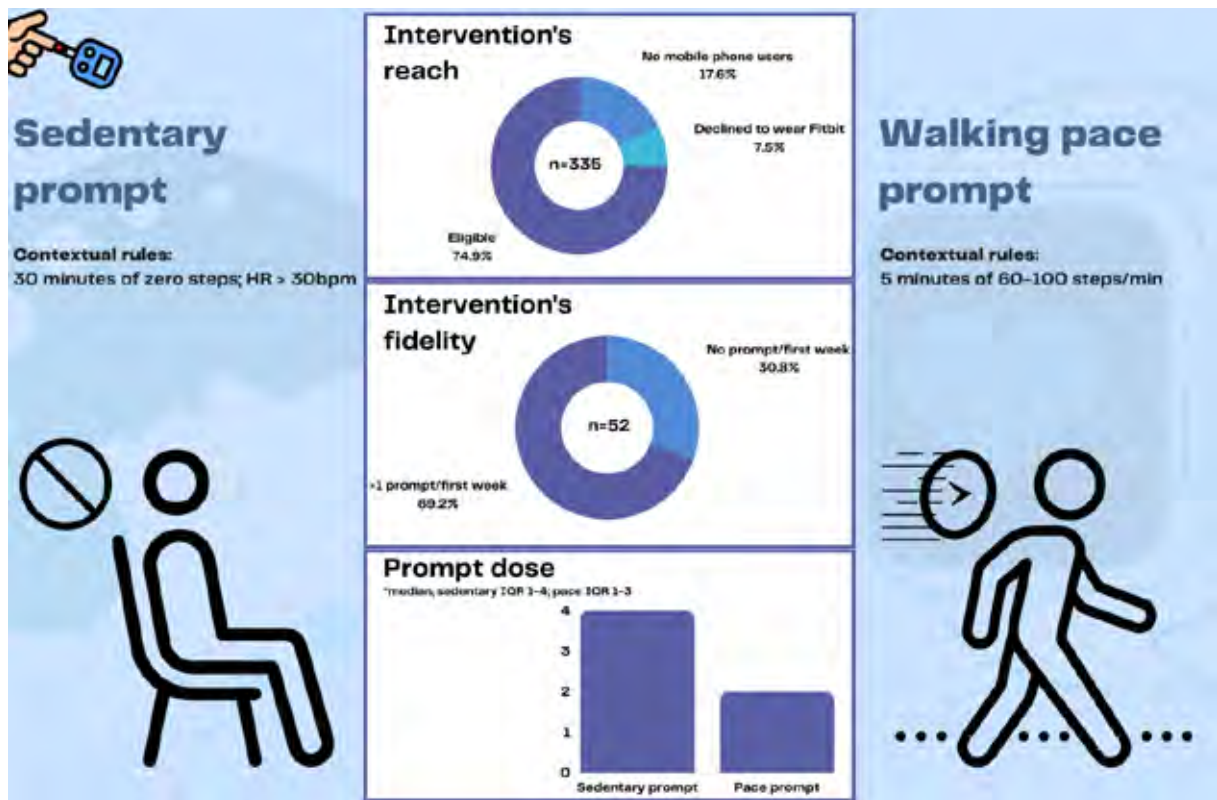 Sedentary
prompt
Contextual rules:
30 minutes of zero steps; HR > 30bpm
Intervention's
reach
No mobile phone users
17.6%
Declined to wear Fitbit
7.5%
n=335
Eligible
74.9%
Intervention's
fidelity
No prompt/first week
30.8%
n=52
>1 prompt/first week
69.2%
Prompt dose
*median, sedentary IQR 1-4; pace IQR 1-3
4
3
2
1
0
Sedentary prompt
Pace prompt
Walking pace
prompt
Contextual rules:
5 minutes of 60-100 steps/min